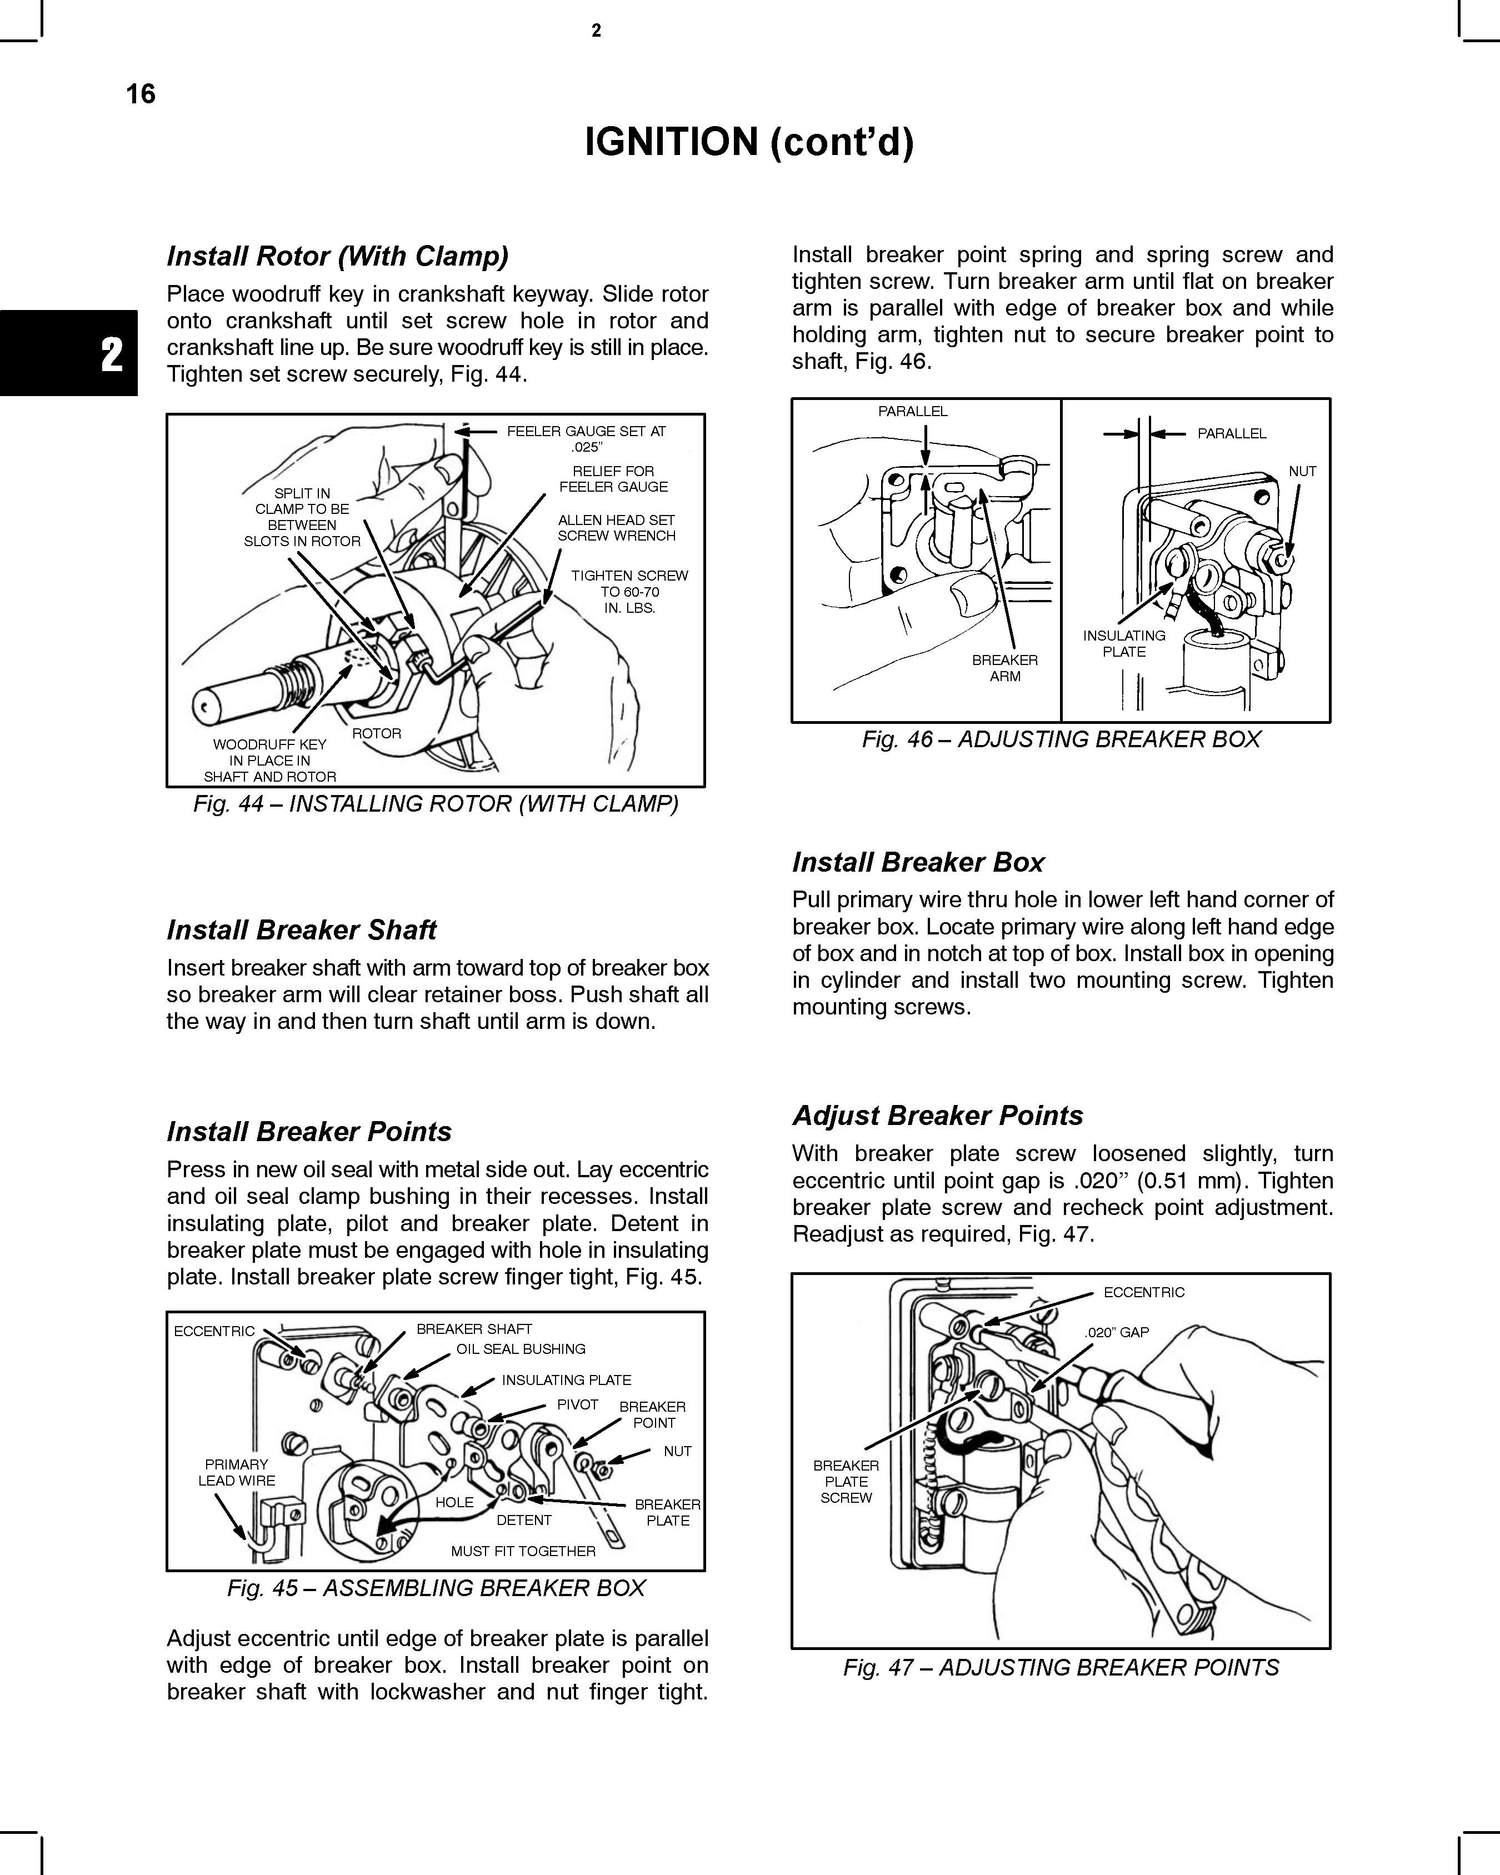 2
16
IGNITION (cont’d)
2
Install Rotor (With Clamp)
Place woodruff key in crankshaft keyway. Slide rotor
onto crankshaft until set screw hole in rotor and
crankshaft line up. Be sure woodruff key is still in place.
Tighten set screw securely, Fig. 44.
FEELER GAUGE SET AT
.025”
RELIEF FOR
FEELER GAUGE
SPLIT IN
CLAMP TO BE
BETWEEN
SLOTS IN ROTOR
ALLEN HEAD SET
SCREW WRENCH
TIGHTEN SCREW
TO 60-70
IN. LBS.
ROTOR
WOODRUFF KEY
IN PLACE IN
SHAFT AND ROTOR
Fig. 44 – INSTALLING ROTOR (WITH CLAMP)
Install Breaker Shaft
Insert breaker shaft with arm toward top of breaker box
so breaker arm will clear retainer boss. Push shaft all
the way in and then turn shaft until arm is down.
Install Breaker Points
Press in new oil seal with metal side out. Lay eccentric
and oil seal clamp bushing in their recesses. Install
insulating plate, pilot and breaker plate. Detent in
breaker plate must be engaged with hole in insulating
plate. Install breaker plate screw finger tight, Fig. 45.
ECCENTRIC
BREAKER SHAFT
OIL SEAL BUSHING
INSULATING PLATE
PIVOT
BREAKER
POINT
NUT
PRIMARY
LEAD WIRE
HOLE
DETENT
BREAKER
PLATE
MUST FIT TOGETHER
Fig. 45 – ASSEMBLING BREAKER BOX
Adjust eccentric until edge of breaker plate is parallel
with edge of breaker box. Install breaker point on
breaker shaft with lockwasher and nut finger tight.
Install breaker point spring and spring screw and
tighten screw. Turn breaker arm until flat on breaker
arm is parallel with edge of breaker box and while
holding arm, tighten nut to secure breaker point to
shaft, Fig. 46.
PARALLEL
BREAKER
ARM
PARALLEL
NUT
INSULATING
PLATE
Fig. 46 – ADJUSTING BREAKER BOX
Install Breaker Box
Pull primary wire thru hole in lower left hand corner of
breaker box. Locate primary wire along left hand edge
of box and in notch at top of box. Install box in opening
in cylinder and install two mounting screw. Tighten
mounting screws.
Adjust Breaker Points
With breaker plate screw loosened slightly, turn
eccentric until point gap is .020” (0.51 mm). Tighten
breaker plate screw and recheck point adjustment.
Readjust as required, Fig. 47.
ECCENTRIC
.020” GAP
BREAKER
PLATE
SCREW
Fig. 47 – ADJUSTING BREAKER POINTS